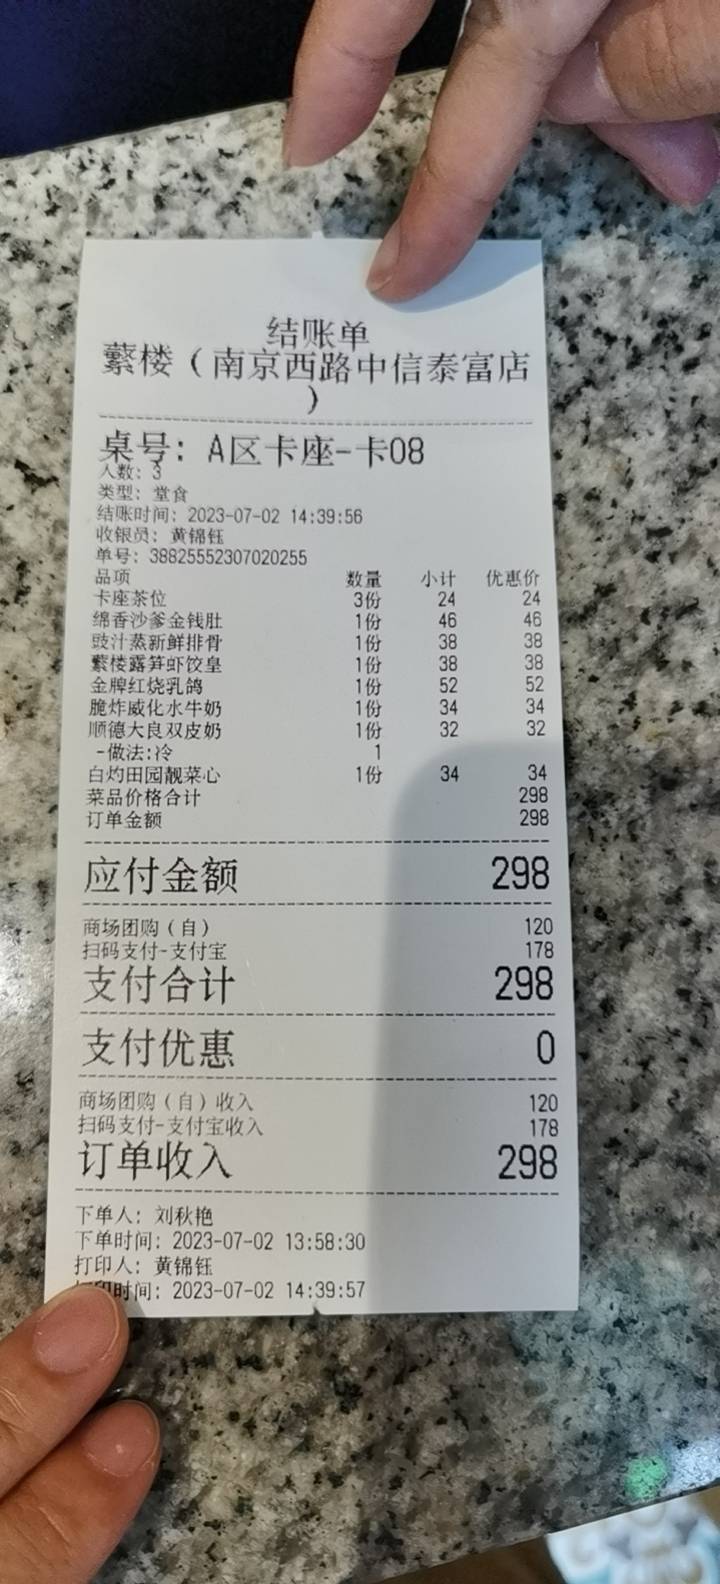 结账单
蘩楼（南京西路中信泰富店
）
桌号: A区卡座-卡08
人数: 3
类型: 堂食
结账时间: 2023-07-02 14:39:56
收银员: 黄锦钰
单号: 38825552307020255
品项 数量 小计 优惠价
卡座茶位 3份 24 24
绵香沙爹金钱肚 1份 46 46
豉汁蒸新鲜排骨 1份 38 38
蘩楼露笋虾饺皇 1份 38 38
金牌红烧乳鸽 1份 52 52
脆炸威化水牛奶 1份 34 34
顺德大良双皮奶 1份 32 32
-做法:冷 1
白灼田园靓菜心 1份 34 34
菜品价格合计 298
订单金额 298
应付金额 298
商场团购（自） 120
扫码支付-支付宝 178
支付合计 298
支付优惠 0
商场团购（自）收入 120
扫码支付-支付宝收入 178
订单收入 298
下单人: 刘秋艳
下单时间: 2023-07-02 13:58:30
打印人: 黄锦钰
打印时间: 2023-07-02 14:39:57